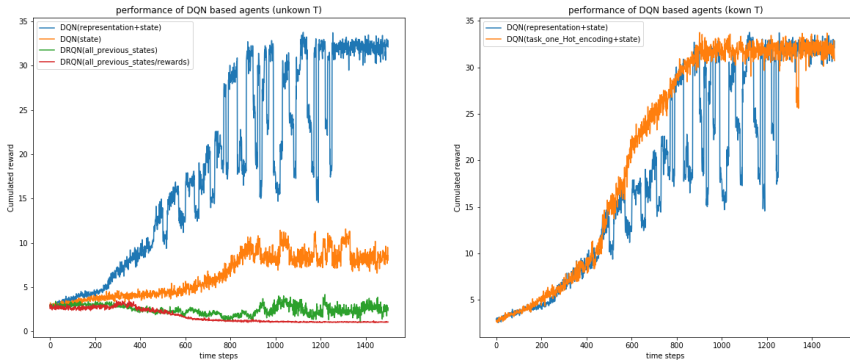 performance of DQN based agents (unkown T)
DQN(representation+state)
DQN(state)
DRQN(all_previous_states)
DRQN(all_previous_states/rewards)
35
30
25
20
15
10
5
0
Cumulated reward
0 200 400 600 800 1000 1200 1400
time steps
performance of DQN based agents (kown T)
DQN(representation+state)
DQN(task_one_Hot_encoding+state)
35
30
25
20
15
10
5
Cumulated reward
0 200 400 600 800 1000 1200 1400
time steps